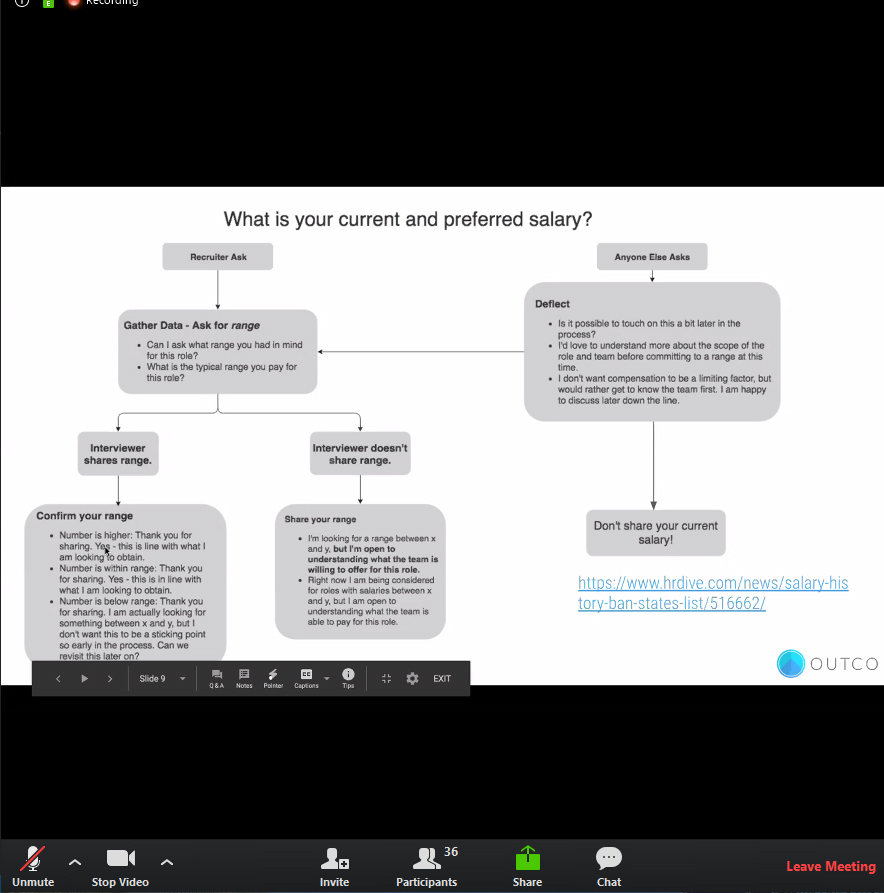 Recording
What is your current and preferred salary?
Recruiter Ask
Anyone Else Asks
Gather Data - Ask for range
• Can I ask what range you had in mind
for this role?
• What is the typical range you pay for
this role?
Deflect
• Is it possible to touch on this a bit later in the
process?
• I'd love to understand more about the scope of the
role and team before committing to a range at this
time.
• I don't want compensation to be a limiting factor, but
would rather get to know the team first. I am happy
to discuss later down the line.
Interviewer
shares range.
Interviewer doesn't
share range.
Confirm your range
• Number is higher: Thank you for
sharing. Yes - this is line with what I
am looking to obtain.
• Number is within range: Thank you
for sharing. Yes - this is in line with
what I am looking to obtain.
• Number is below range: Thank you
for sharing. I am actually looking for
something between x and y, but I
don't want this to be a sticking point
so early in the process. Can we
revisit this later on?
Share your range
• I'm looking for a range between x
and y, but I'm open to
understanding what the team is
willing to offer for this role.
• Right now I am being considered
for roles with salaries between x
and y, but I am open to
understanding what the team is
able to pay for this role.
Don't share your current
salary!
https://www.hrdive.com/news/salary-his
tory-ban-states-list/516662/
OUTCO
Slide 9
Q & A
Notes
Pointer
CC
Captions
Tips
EXIT
Unmute
Stop Video
Invite
36
Participants
Share
Chat
Leave Meeting